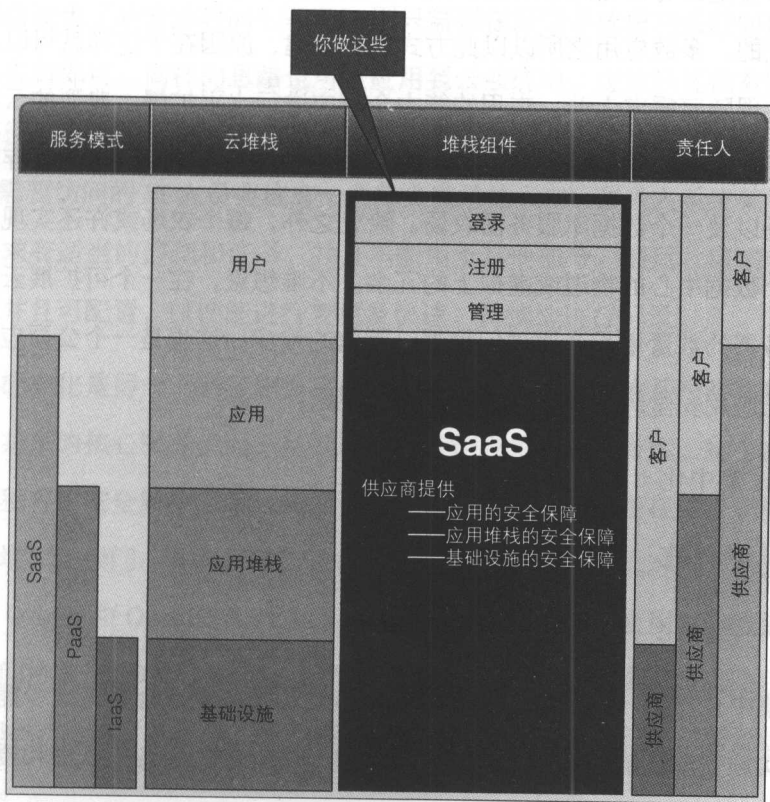 你做这些
服务模式
云堆栈
堆栈组件
责任人
用户
应用
应用堆栈
基础设施
登录
注册
管理
SaaS
供应商提供
——应用的安全保障
——应用堆栈的安全保障
——基础设施的安全保障
SaaS
PaaS
IaaS
客户
供应商
客户
供应商
客户
供应商